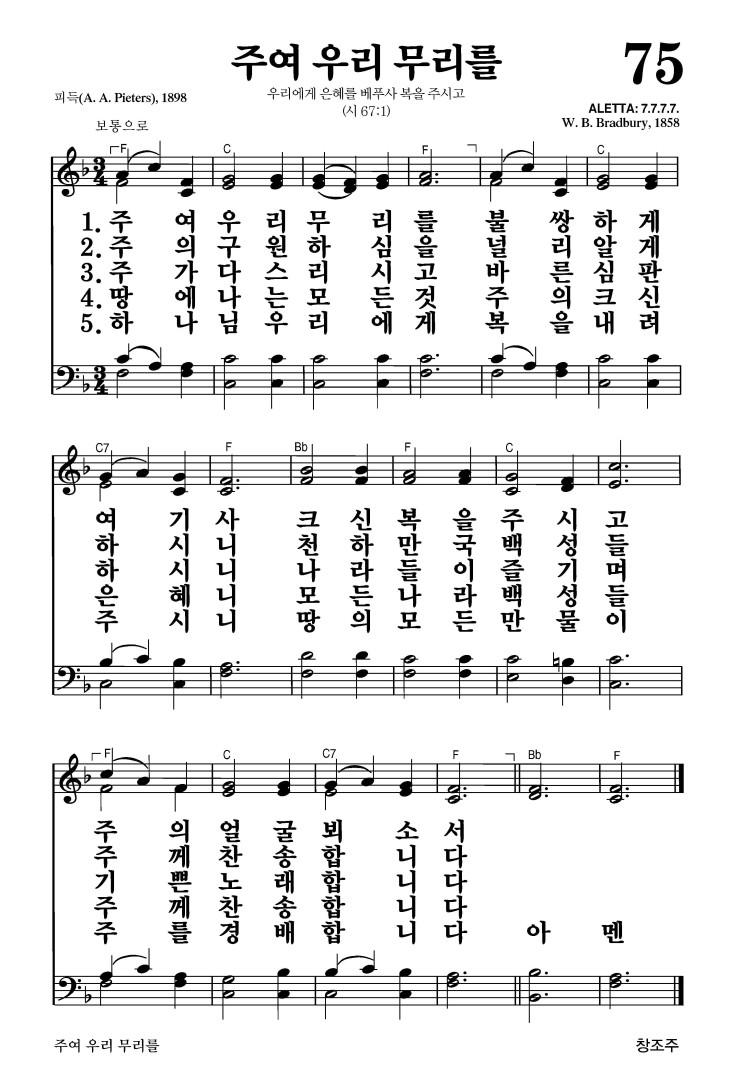 주여 우리 무리를
75
피득(A. A. Pieters), 1898
우리에게 은혜를 베푸사 복을 주시고
(시 67:1)
ALETTA: 7.7.7.7.
W. B. Bradbury, 1858
보통으로
F C F F C
3/4
1. 주 여 우 리 무 리 를 불 쌍 하 게
2. 주 의 구 원 하 심 을 널 리 알 게
3. 주 가 다 스 리 시 고 바 른 심 판
4. 땅 에 나 는 모 든 것 주 의 크 신
5. 하 나 님 우 리 에 게 복 을 내 려
3/4
C7 F Bb F C
여 기 사 크 신 복 을 주 시 고
하 시 니 천 하 만 국 백 성 들
하 시 니 나 라 들 이 즐 기 며
은 혜 니 모 든 나 라 백 성 들
주 시 니 땅 의 모 든 만 물 이
F C C7 F Bb F
주 의 얼 굴 뵈 소 서
주 께 찬 송 합 니 다
기 쁜 노 래 합 니 다
주 께 찬 송 합 니 다
주 를 경 배 합 니 다 아 멘
주여 우리 무리를
창조주